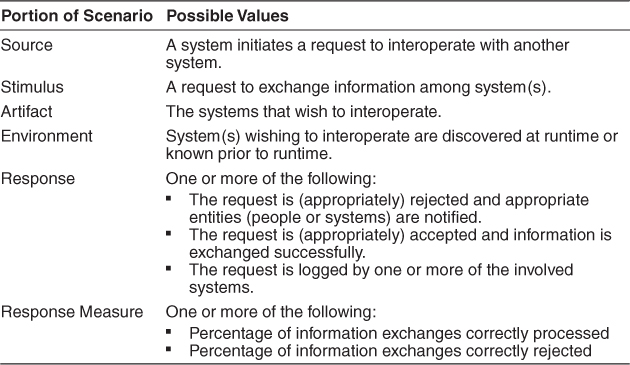 Portion of Scenario Possible Values
Source A system initiates a request to interoperate with another
system.
Stimulus A request to exchange information among system(s).
Artifact The systems that wish to interoperate.
Environment System(s) wishing to interoperate are discovered at runtime or
known prior to runtime.
Response One or more of the following:
▪ The request is (appropriately) rejected and appropriate
entities (people or systems) are notified.
▪ The request is (appropriately) accepted and information is
exchanged successfully.
▪ The request is logged by one or more of the involved
systems.
Response Measure One or more of the following:
▪ Percentage of information exchanges correctly processed
▪ Percentage of information exchanges correctly rejected